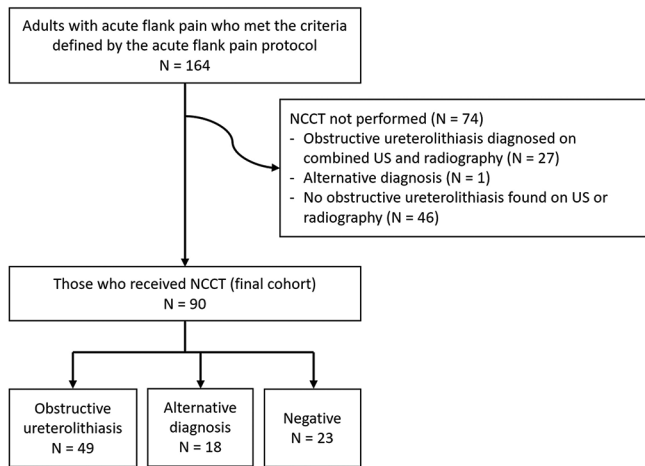 Adults with acute flank pain who met the criteria
defined by the acute flank pain protocol
N = 164
NCCT not performed (N = 74)
- Obstructive ureterolithiasis diagnosed on
combined US and radiography (N = 27)
- Alternative diagnosis (N = 1)
- No obstructive ureterolithiasis found on US or
radiography (N = 46)
Those who received NCCT (final cohort)
N = 90
Obstructive
ureterolithiasis
N = 49
Alternative
diagnosis
N = 18
Negative
N = 23